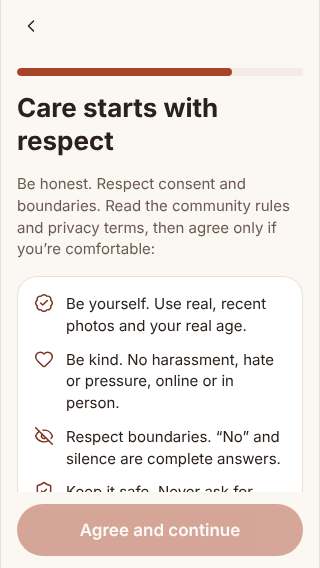 Care starts with
respect
Be honest. Respect consent and
boundaries. Read the community rules
and privacy terms, then agree only if
you’re comfortable:
Be yourself. Use real, recent
photos and your real age.
Be kind. No harassment, hate
or pressure, online or in
person.
Respect boundaries. “No” and
silence are complete answers.
Keep it safe. Never ask for
Agree and continue